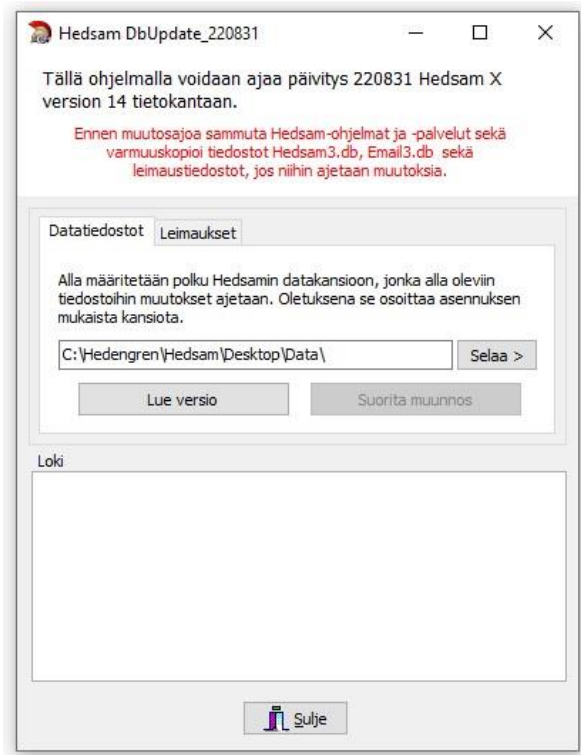 Hedsam DbUpdate_220831
Tällä ohjelmalla voidaan ajaa päivitys 220831 Hedsam X
version 14 tietokantaan.
Ennen muutosajoa sammuta Hedsam-ohjelmat ja -palvelut sekä
varmuuskopioi tiedostot Hedsam3.db, Email3.db sekä
leimaustiedostot, jos niihin ajetaan muutoksia.
Datatiedostot Leimaukset
Alla määritetään polku Hedsamin datakansioon, jonka alla oleviin
tiedostoihin muutokset ajetaan. Oletuksena se osoittaa asennuksen
mukaista kansiota.
C:\Hedengren\Hedsam\Desktop\Data\ Selaa >
Lue versio Suorita muunnos
Loki
Sulje